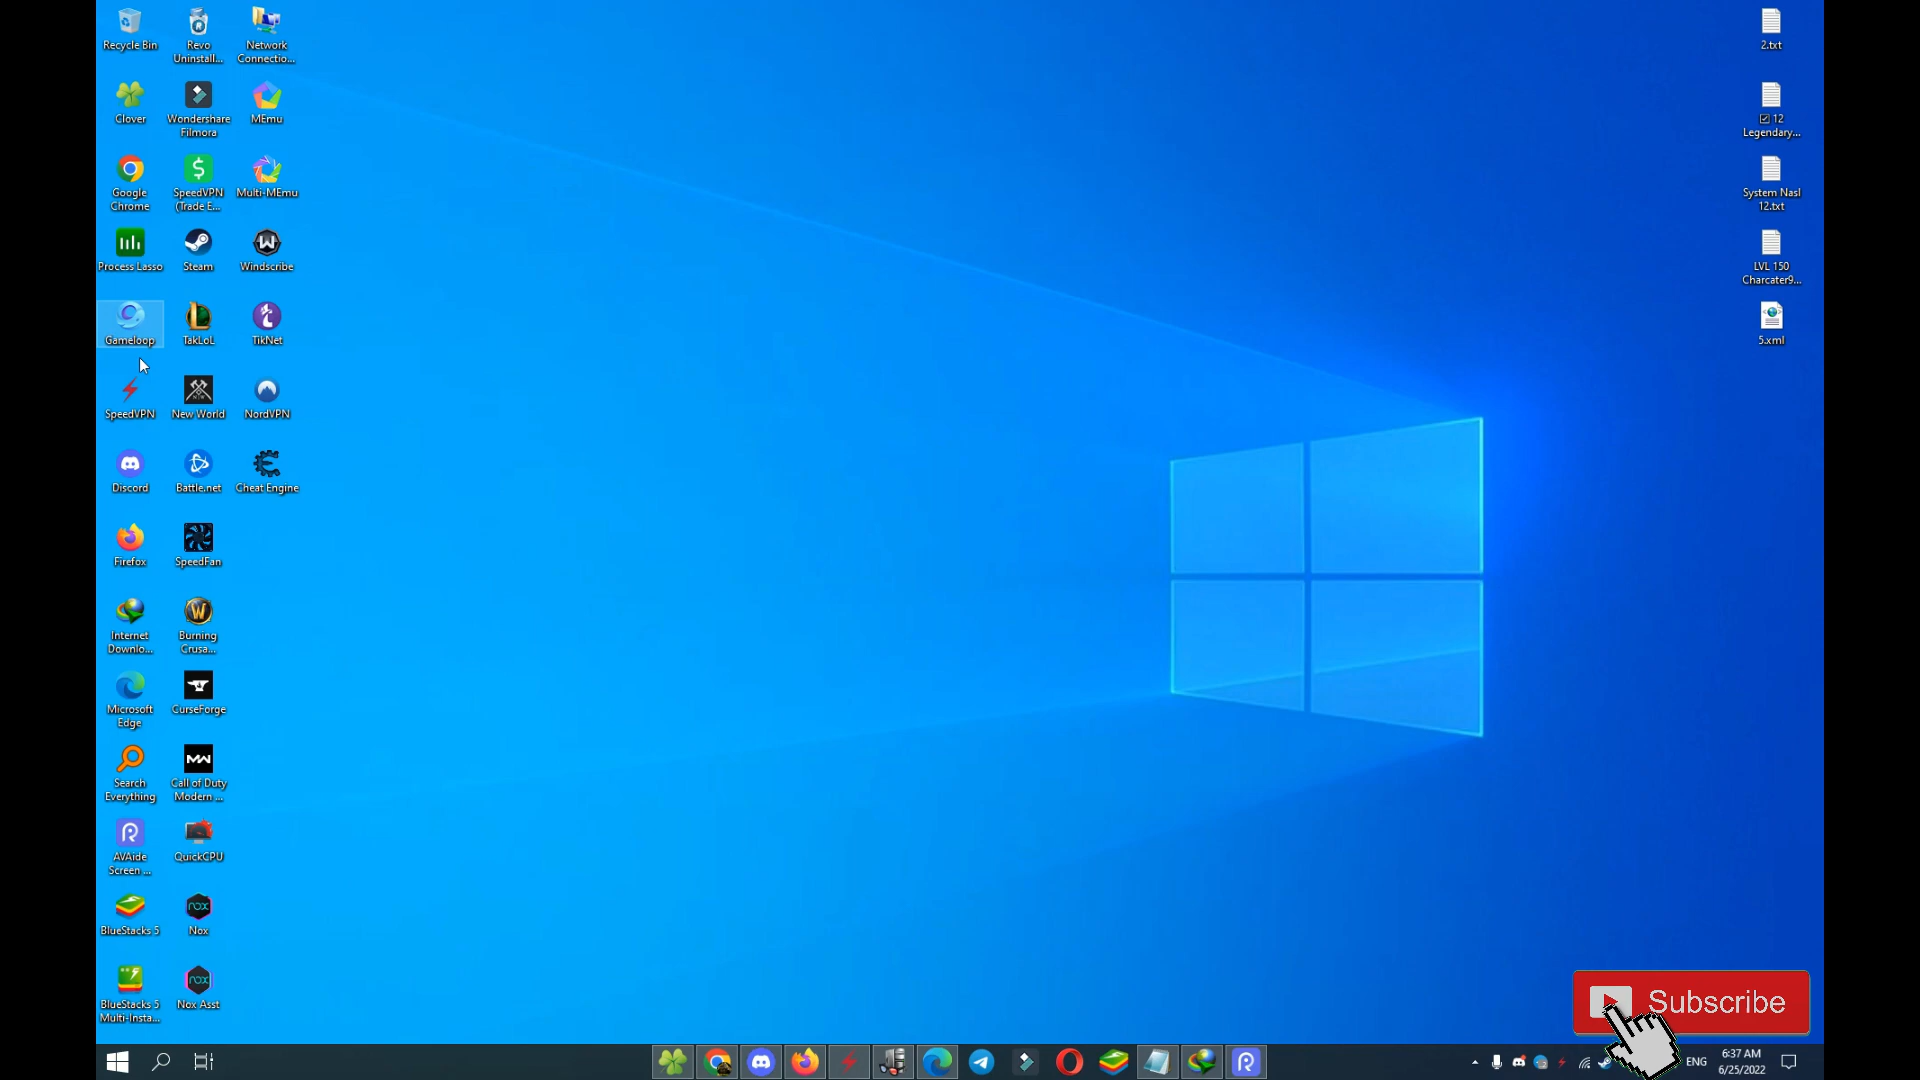 Recycle Bin
Revo
Uninstall...
Network
Connectio...
Clover
Wondershare
Filmora
MEmu
Google
Chrome
SpeedVPN
(Trade E...
Multi-MEmu
Process Lasso
Steam
Windscribe
Gameloop
TakLoL
TikNet
SpeedVPN
New World
NordVPN
Discord
Battle.net
Cheat Engine
Firefox
SpeedFan
Internet
Downlo...
Burning
Crusa...
Microsoft
Edge
CurseForge
Search
Everything
Call of Duty
Modern ...
AVAide
Screen ...
QuickCPU
BlueStacks 5
Nox
BlueStacks 5
Multi-Insta...
Nox Asst
2.txt
12
Legendary...
System Nasl
12.txt
LVL 150
Charcater9...
5.xml
Subscribe
ENG
6:37 AM
6/25/2022